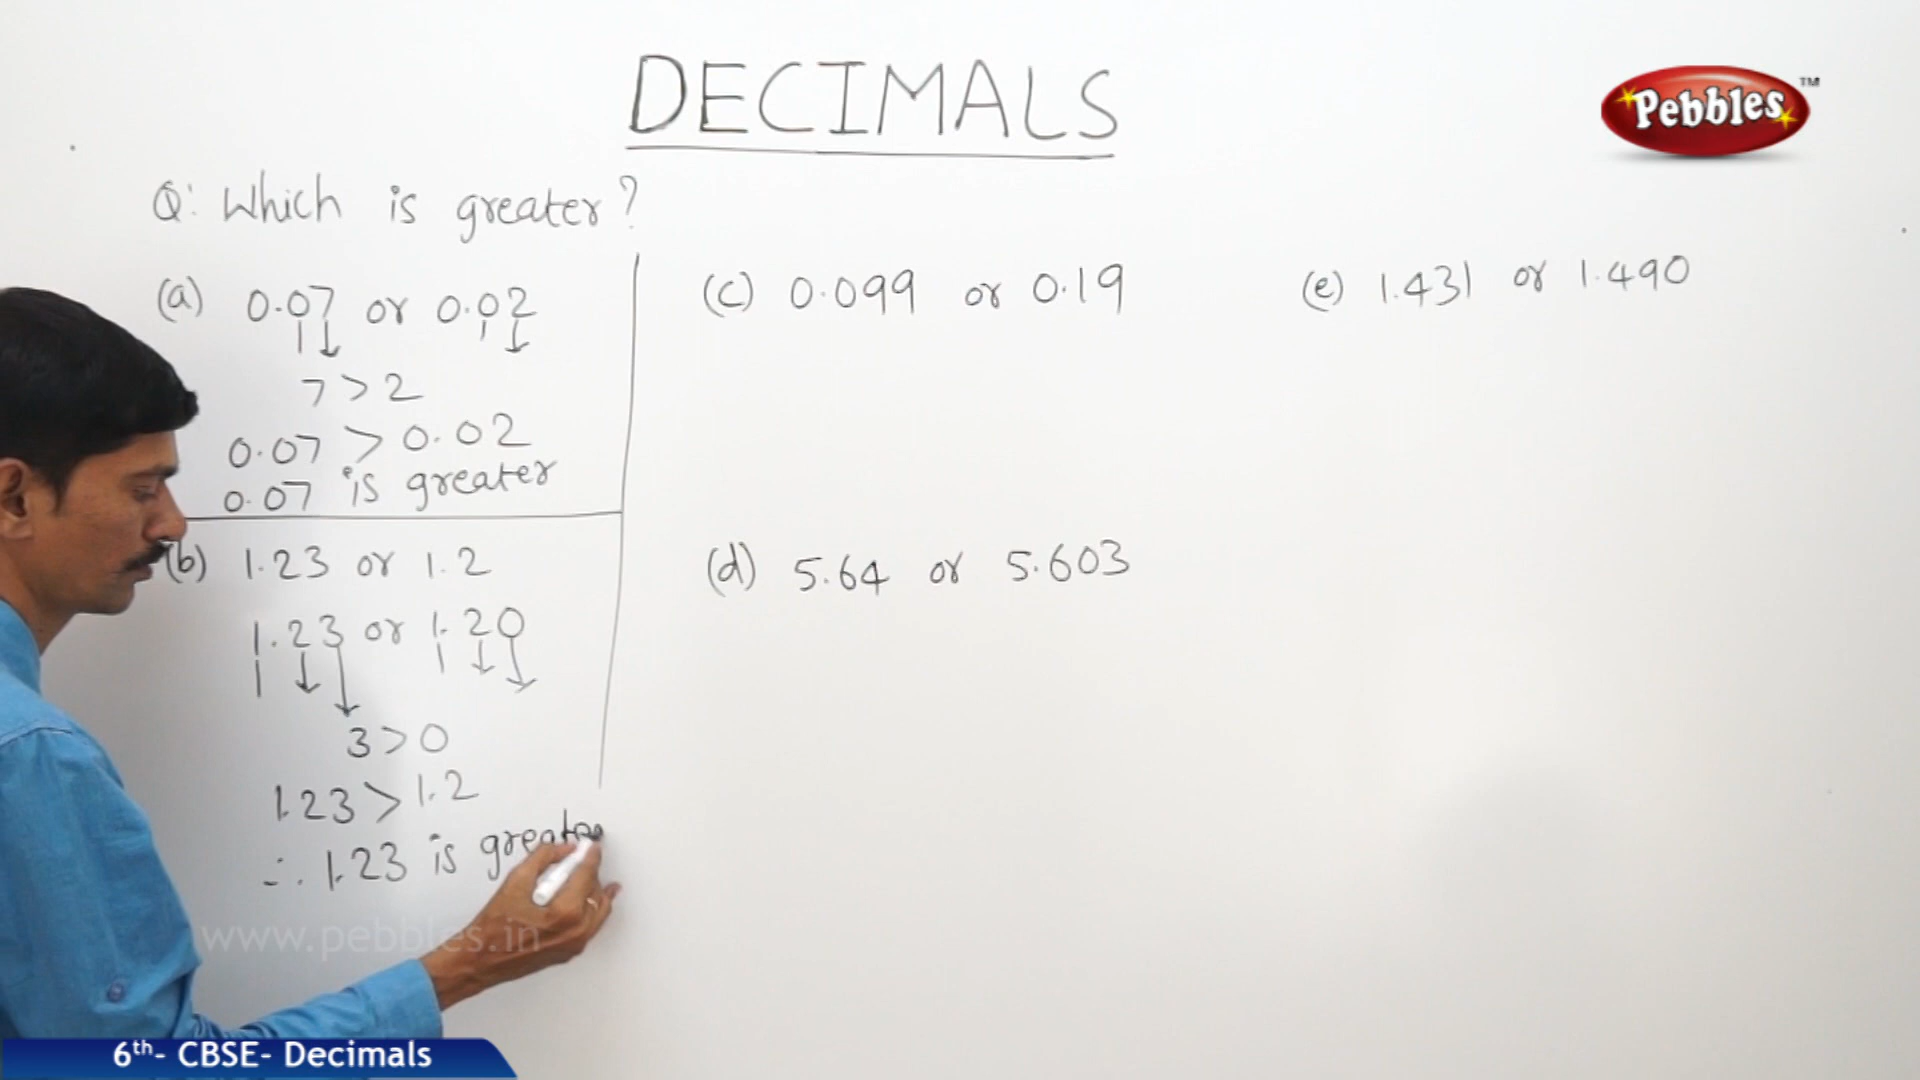 DECIMALS
Pebbles™
Q: Which is greater?
(a) 0.07 or 0.02
7 > 2
0.07 > 0.02
0.07 is greater
(b) 1.23 or 1.2
1.23 or 1.20
3 > 0
1.23 > 1.2
∴ 1.23 is greater
(c) 0.099 or 0.19
(d) 5.64 or 5.603
(e) 1.431 or 1.490
www.pebbles.in
6th- CBSE- Decimals